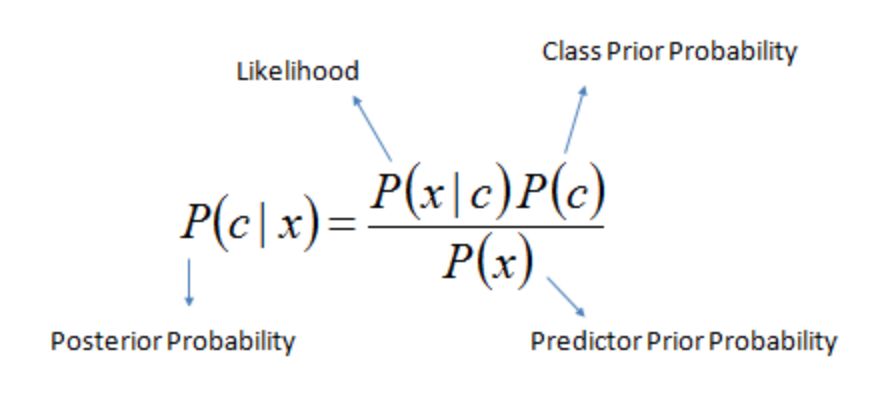 Likelihood
Class Prior Probability
P(c | x) = P(x | c)P(c) / P(x)
Posterior Probability
Predictor Prior Probability